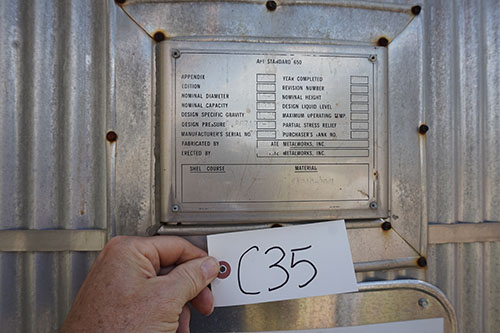 API STANDARD 650
APPENDIX YEAR COMPLETED
EDITION REVISION NUMBER
NOMINAL DIAMETER NOMINAL HEIGHT
NOMINAL CAPACITY DESIGN LIQUID LEVEL
DESIGN SPECIFIC GRAVITY MAXIMUM OPERATING TEMP
DESIGN PRESSURE PARTIAL STRESS RELIEF
MANUFACTURER'S SERIAL NO. PURCHASER'S TANK NO.
FABRICATED BY METALWORKS, INC.
ERECTED BY METALWORKS, INC.
SHEL COURSE MATERIAL
C35